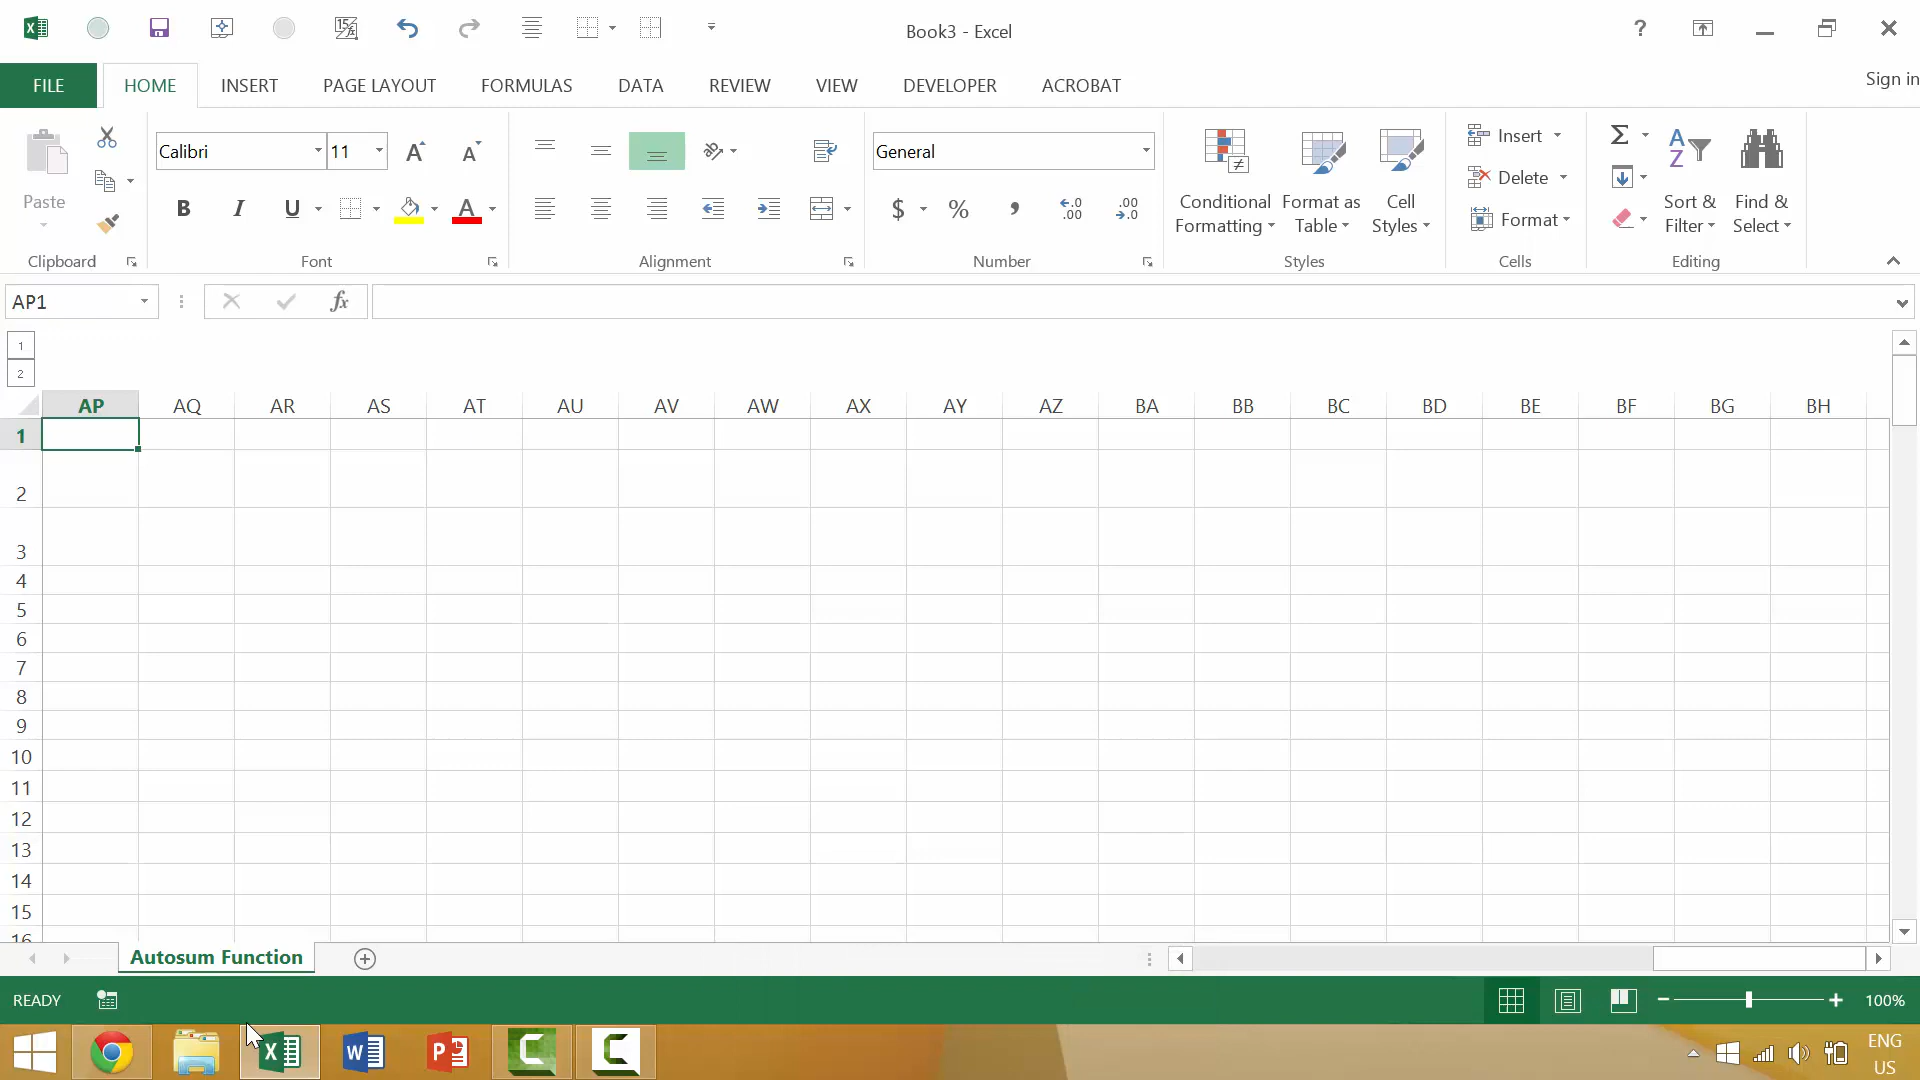 Book3 - Excel
?
Sign in
FILE HOME INSERT PAGE LAYOUT FORMULAS DATA REVIEW VIEW DEVELOPER ACROBAT
Calibri 11 A A
General
Insert
Delete
Format
Paste
B I U A
$ % , .00 .00
Conditional Formatting
Format as Table
Cell Styles
Σ
Sort & Filter
Find & Select
Clipboard Font Alignment Number Styles Cells Editing
AP1 fx
1
2
AP AQ AR AS AT AU AV AW AX AY AZ BA BB BC BD BE BF BG BH
1
2
3
4
5
6
7
8
9
10
11
12
13
14
15
16
Autosum Function
READY
100%
ENG
US